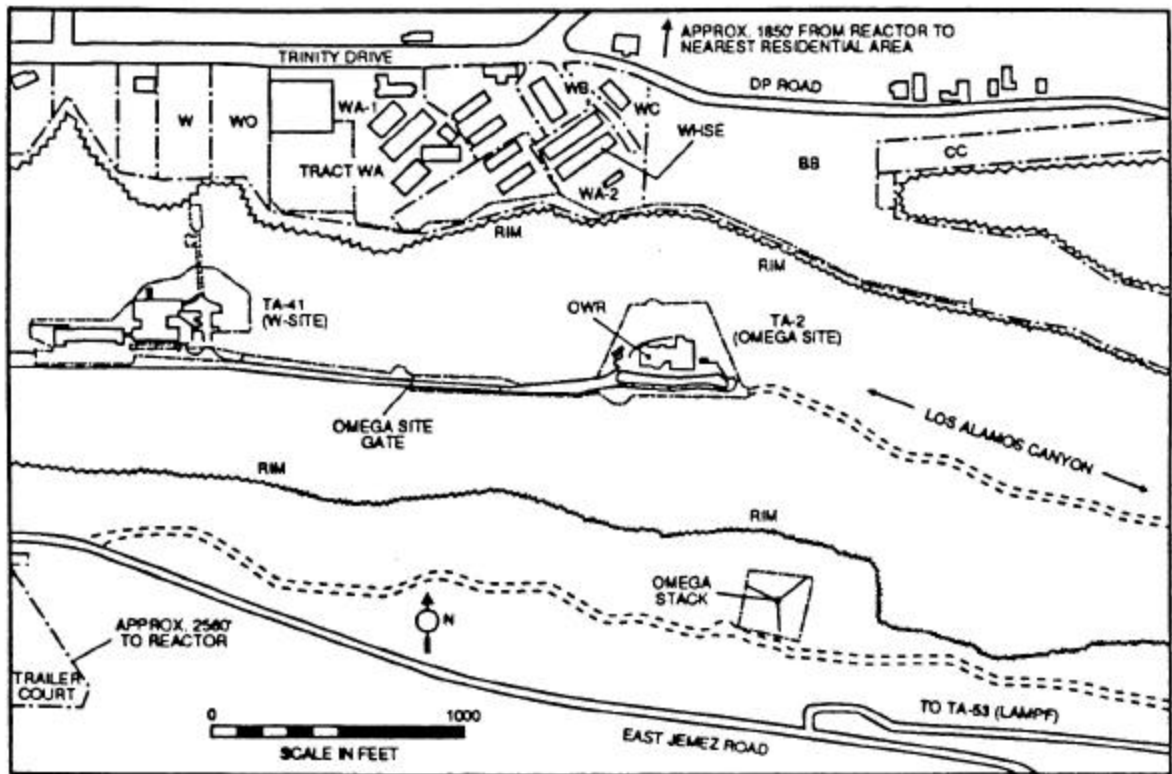 APPROX. 1850' FROM REACTOR TO
NEAREST RESIDENTIAL AREA
TRINITY DRIVE
DP ROAD
W
WO
WA-1
WB
WC
WHSE
TRACT WA
WA-2
BB
CC
RIM
RIM
TA-41
(W-SITE)
OWR
TA-2
(OMEGA SITE)
OMEGA SITE
GATE
LOS ALAMOS CANYON
RIM
RIM
OMEGA
STACK
APPROX. 2560'
TO REACTOR
N
TRAILER
COURT
0
1000
SCALE IN FEET
EAST JEMEZ ROAD
TO TA-53 (LAMPF)